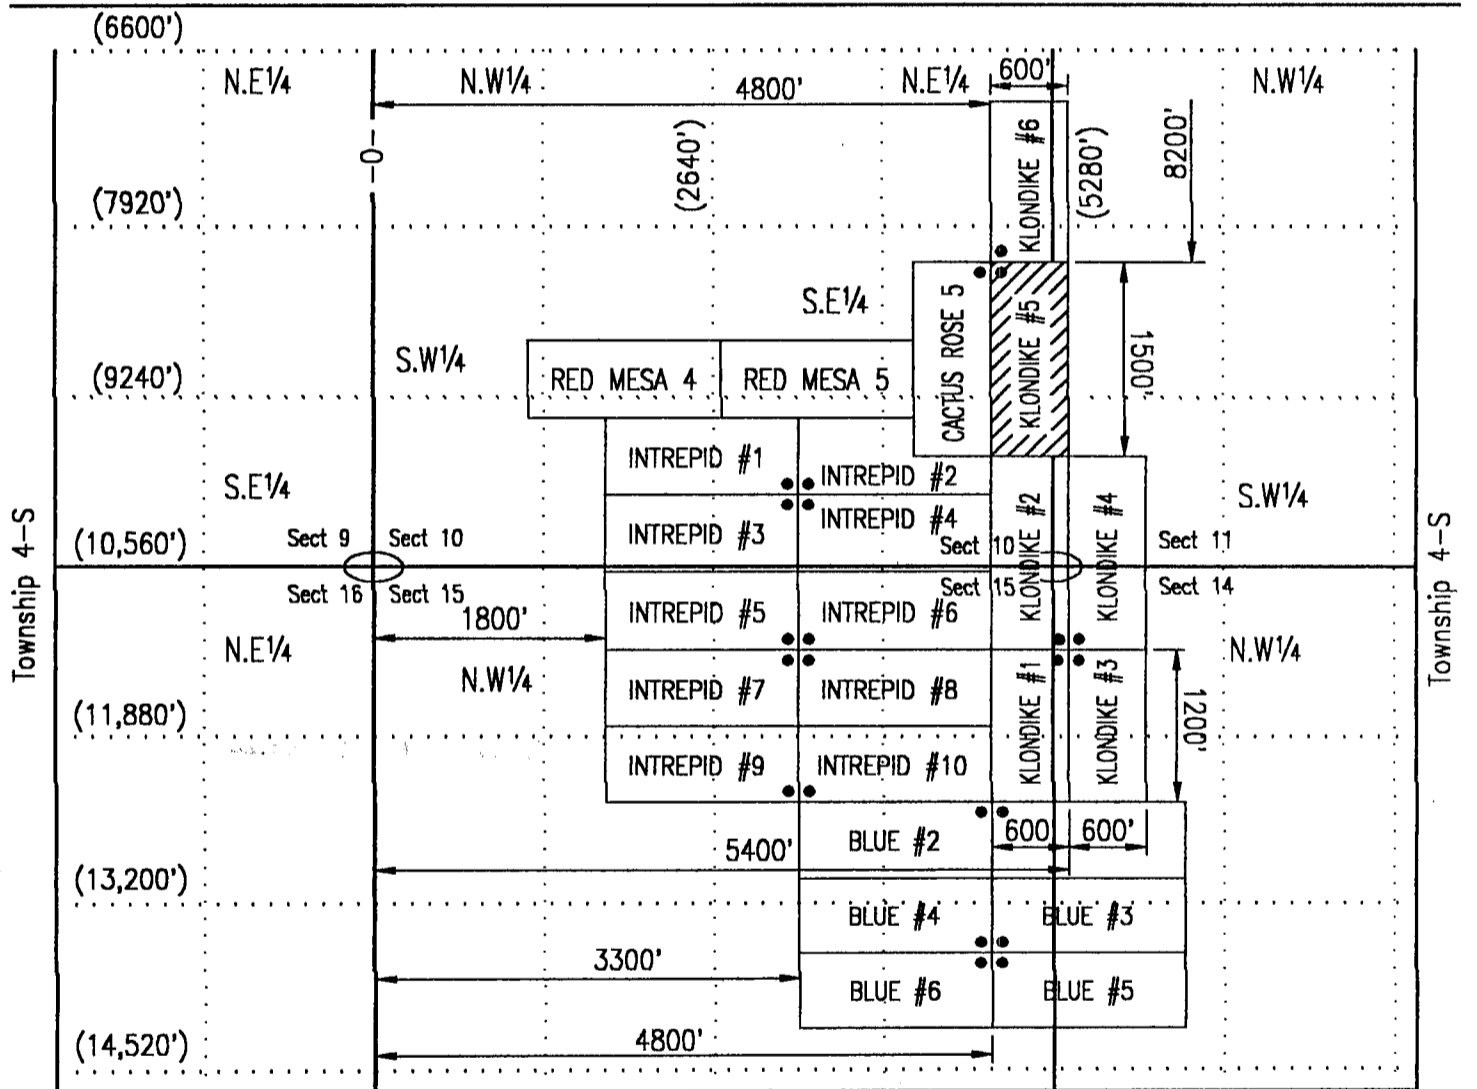 (6600')
N.E¼ N.W¼ 4800' N.E¼ 600' N.W¼
-0-
(2640')
KLONDIKE #6
(5280')
8200'
(7920')
S.E¼
CACTUS ROSE 5
KLONDIKE #5
1500'
S.W¼
(9240')
RED MESA 4 RED MESA 5
INTREPID #1
INTREPID #2
S.E¼
S.W¼
INTREPID #3
INTREPID #4
KLONDIKE #2
KLONDIKE #4
Township 4-S
Township 4-S
(10,560')
Sect 9 Sect 10
Sect 10
Sect 11
Sect 16 Sect 15
Sect 15
Sect 14
1800'
INTREPID #5 INTREPID #6
N.E¼
N.W¼
N.W¼
INTREPID #7 INTREPID #8
KLONDIKE #1
KLONDIKE #3
1200'
(11,880')
INTREPID #9 INTREPID #10
BLUE #2
600 600'
5400'
(13,200')
BLUE #4 BLUE #3
3300'
BLUE #6 BLUE #5
4800'
(14,520')